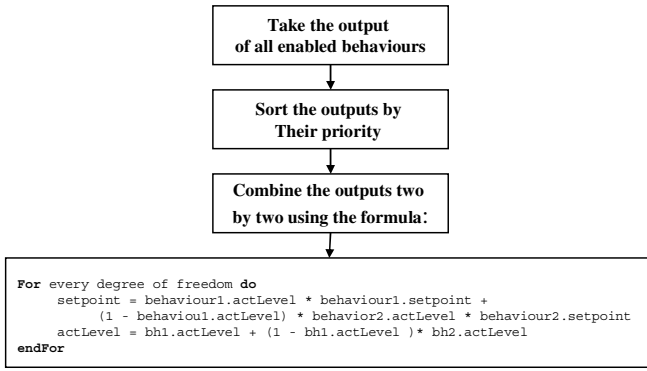 Take the output
of all enabled behaviours
Sort the outputs by
Their priority
Combine the outputs two
by two using the formula:
For every degree of freedom do
setpoint = behaviour1.actLevel * behaviour1.setpoint +
(1 - behaviou1.actLevel) * behavior2.actLevel * behaviour2.setpoint
actLevel = bh1.actLevel + (1 - bh1.actLevel )* bh2.actLevel
endFor